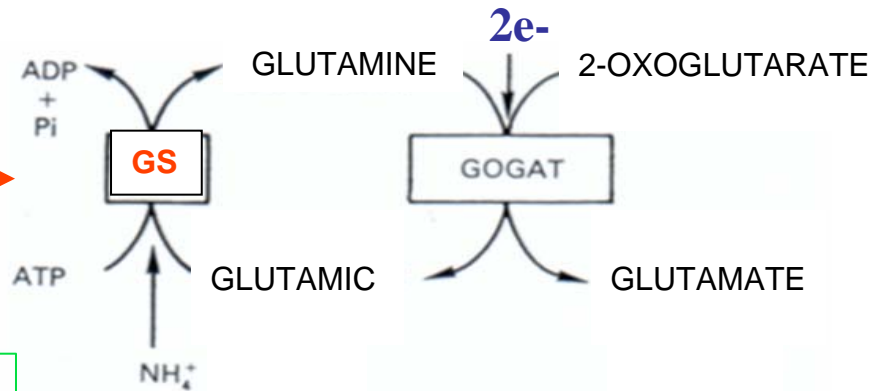 2e-
GLUTAMINE
2-OXOGLUTARATE
ADP
+
Pi
GS
GOGAT
ATP
GLUTAMIC
GLUTAMATE
NH₄⁺